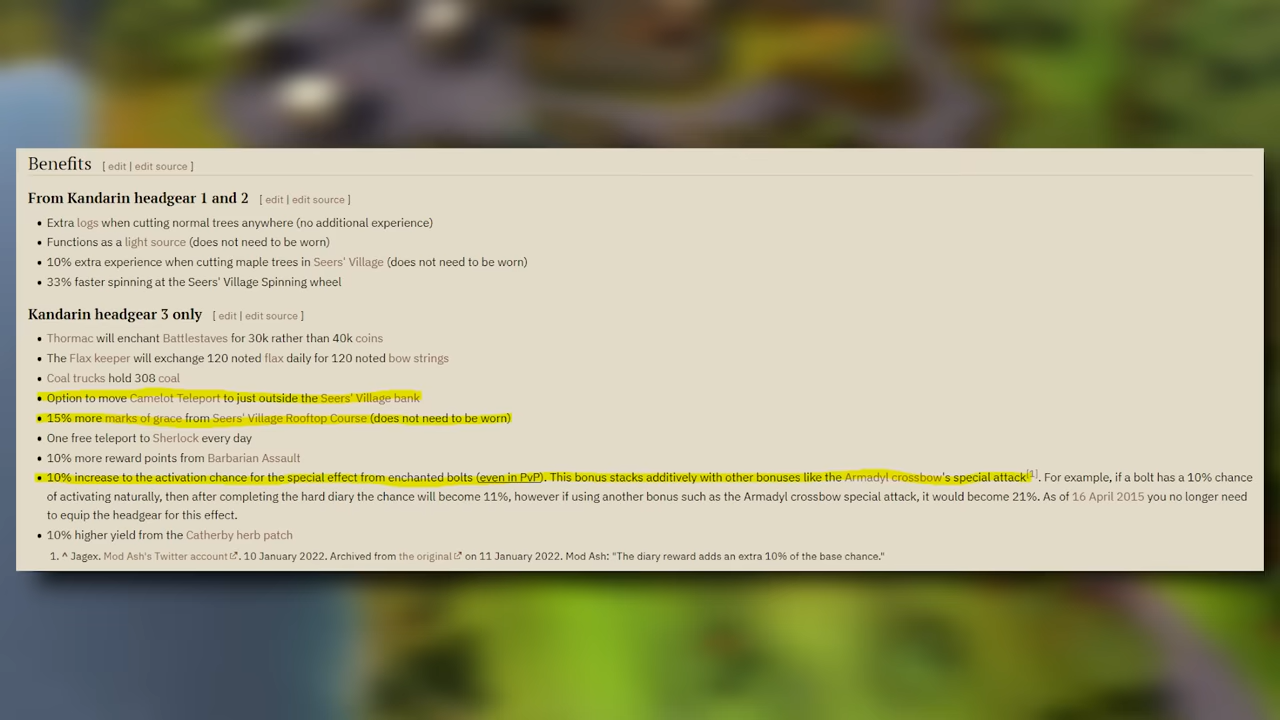 Benefits [ edit | edit source ]
From Kandarin headgear 1 and 2 [ edit | edit source ]
• Extra logs when cutting normal trees anywhere (no additional experience)
• Functions as a light source (does not need to be worn)
• 10% extra experience when cutting maple trees in Seers' Village (does not need to be worn)
• 33% faster spinning at the Seers' Village Spinning wheel
Kandarin headgear 3 only [ edit | edit source ]
• Thormac will enchant Battlestaves for 30k rather than 40k coins
• The Flax keeper will exchange 120 noted flax daily for 120 noted bow strings
• Coal trucks hold 308 coal
• Option to move Camelot Teleport to just outside the Seers' Village bank
• 15% more marks of grace from Seers' Village Rooftop Course (does not need to be worn)
• One free teleport to Sherlock every day
• 10% more reward points from Barbarian Assault
• 10% increase to the activation chance for the special effect from enchanted bolts (even in PvP). This bonus stacks additively with other bonuses like the Armadyl crossbow's special attack[1]. For example, if a bolt has a 10% chance
of activating naturally, then after completing the hard diary the chance will become 11%, however if using another bonus such as the Armadyl crossbow special attack, it would become 21%. As of 16 April 2015 you no longer need
to equip the headgear for this effect.
• 10% higher yield from the Catherby herb patch
1. ^ Jagex. Mod Ash's Twitter account. 10 January 2022. Archived from the original on 11 January 2022. Mod Ash: "The diary reward adds an extra 10% of the base chance."